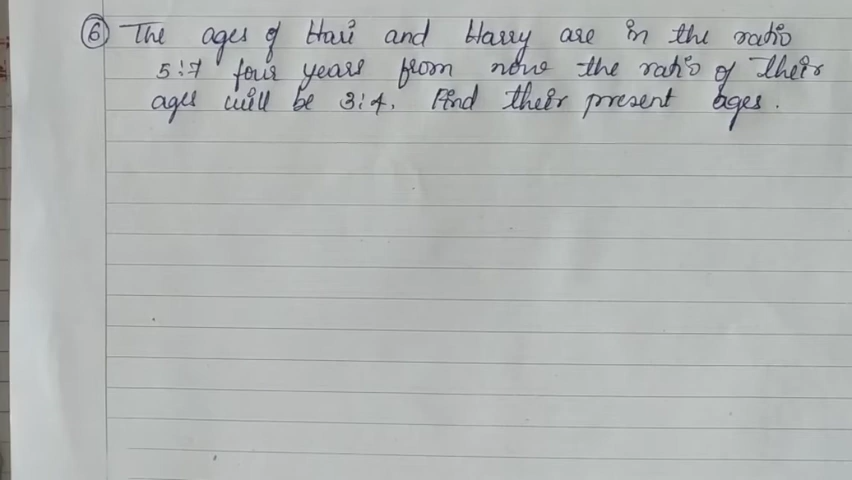 ⑥ The ages of Hari and Harry are in the ratio
5:7 four years from now the ratio of their
ages will be 3:4. Find their present ages.